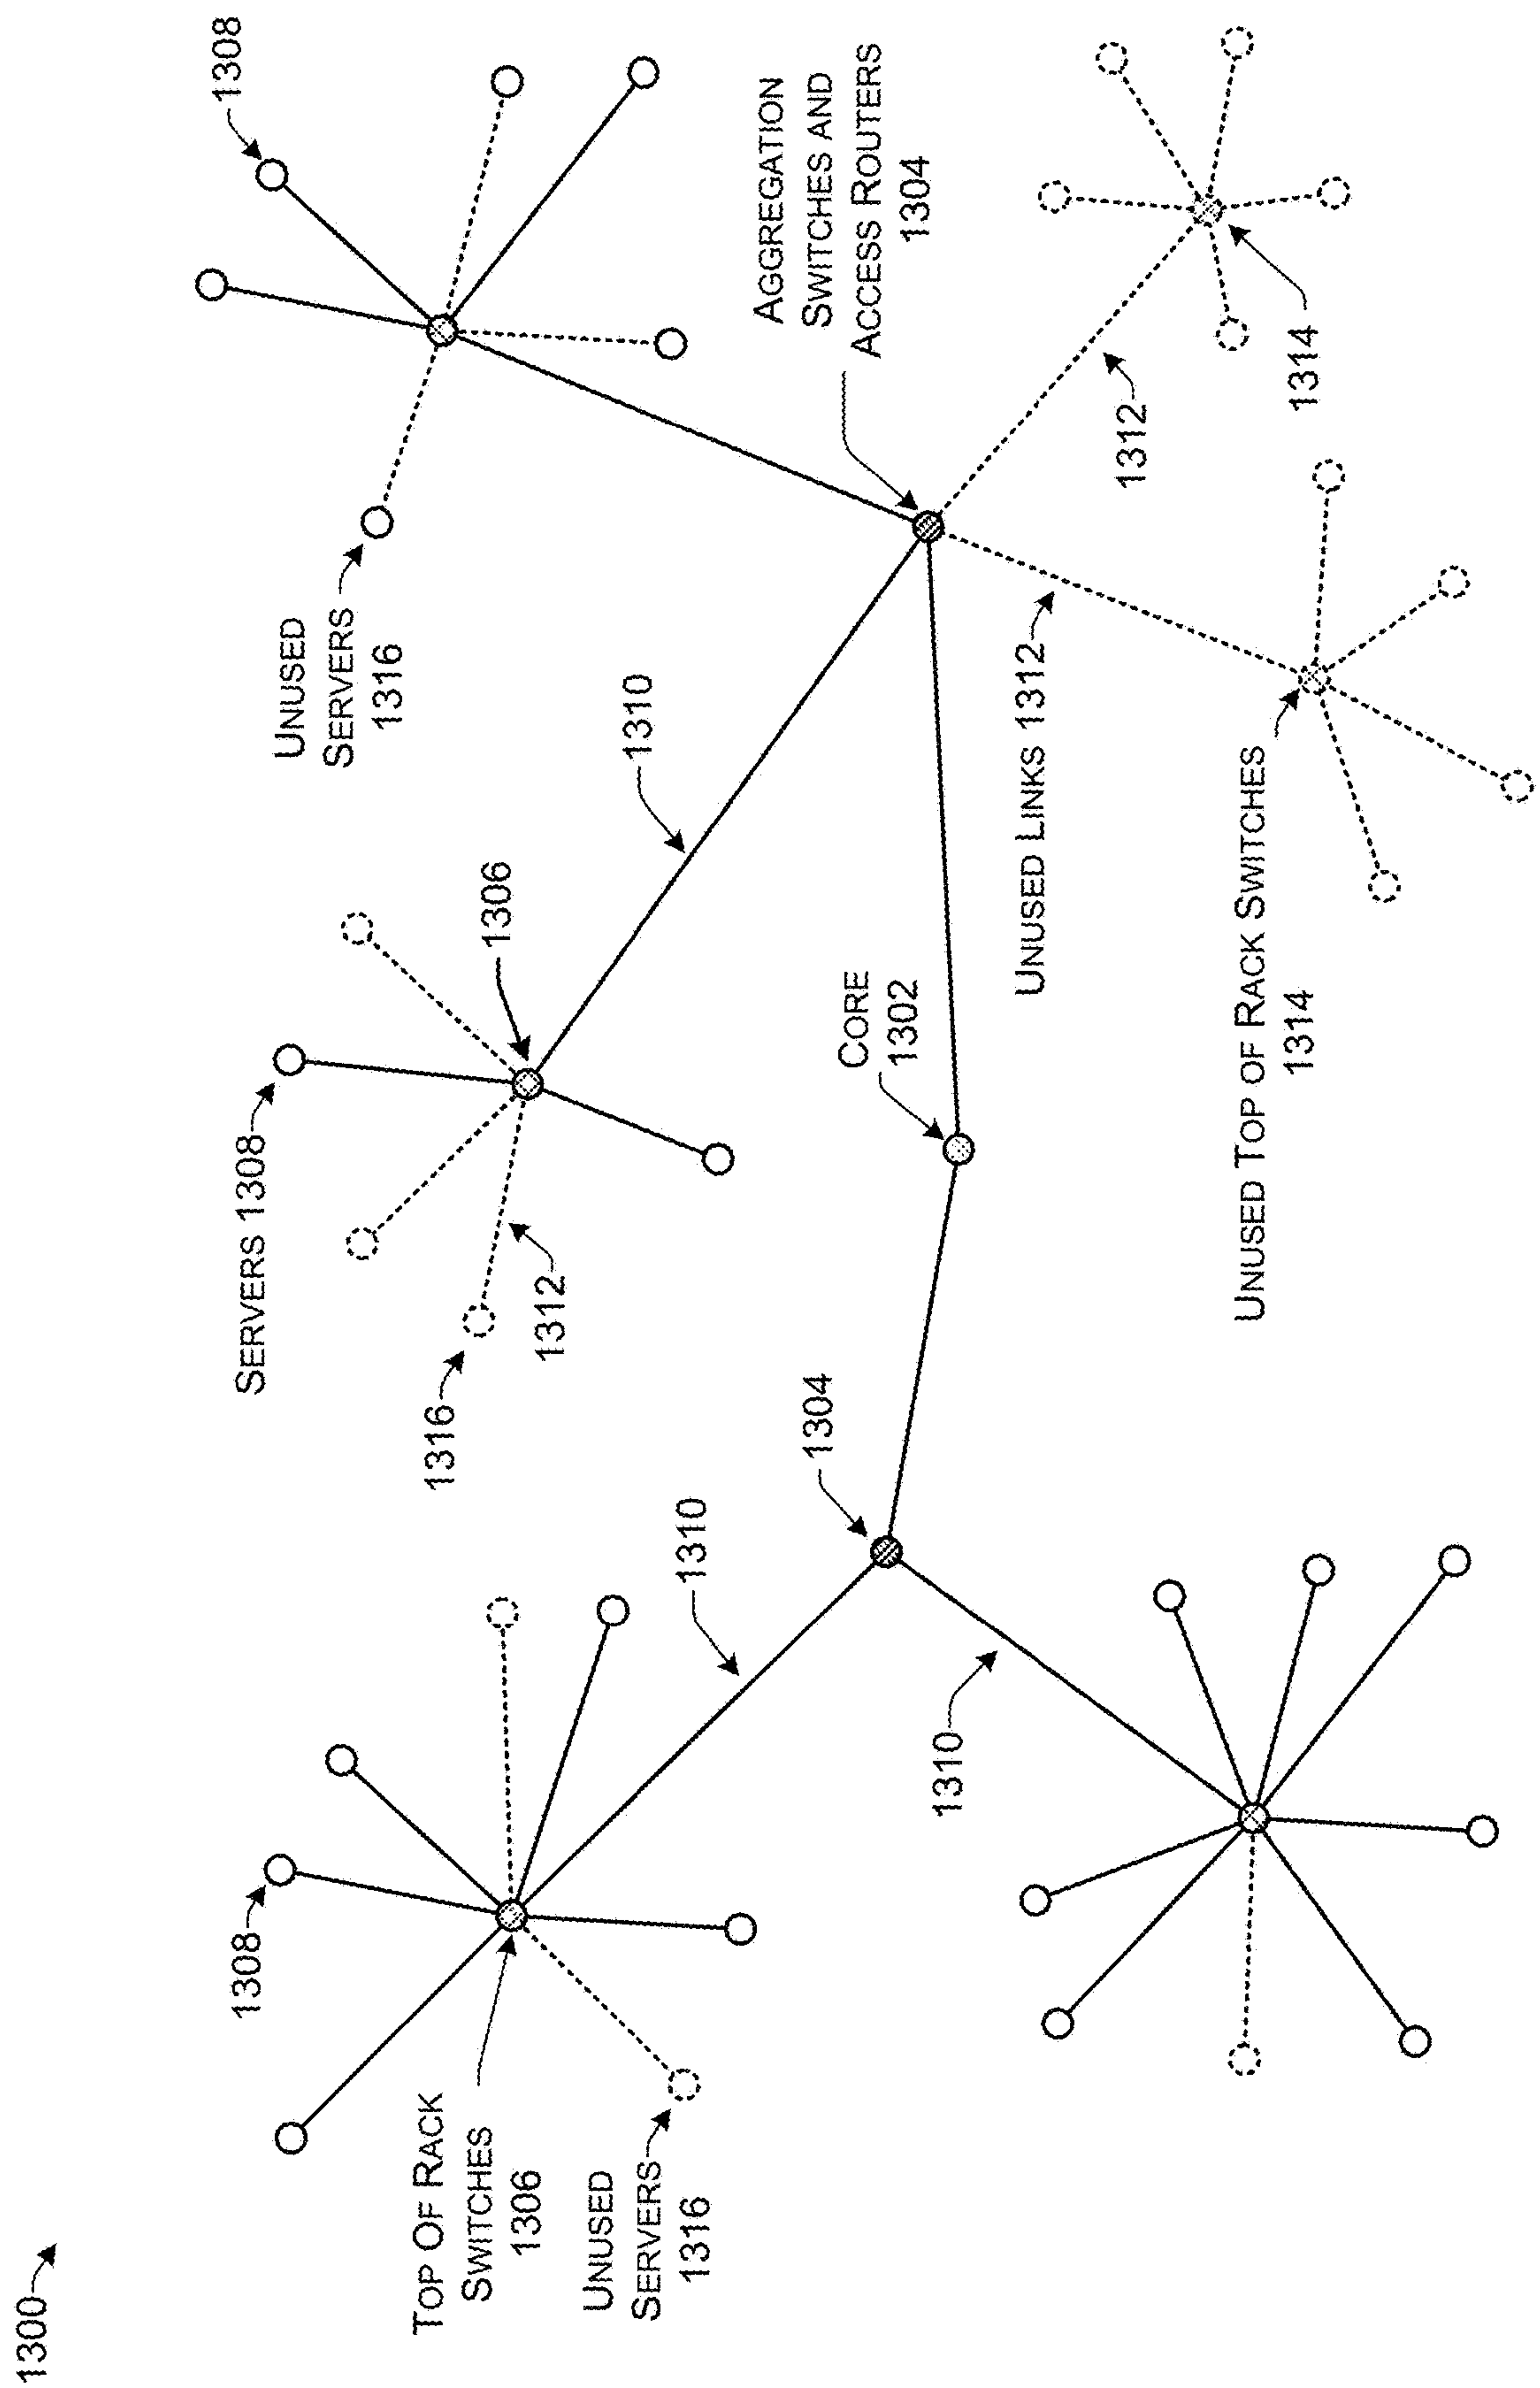 1300
TOP OF RACK
SWITCHES
1306
UNUSED
SERVERS
1316
1308
1310
1310
1304
SERVERS 1308
1316
1312
1306
1310
CORE
1302
UNUSED
SERVERS
1316
1308
AGGREGATION
SWITCHES AND
ACCESS ROUTERS
1304
UNUSED LINKS 1312
1312
UNUSED TOP OF RACK SWITCHES
1314
1314